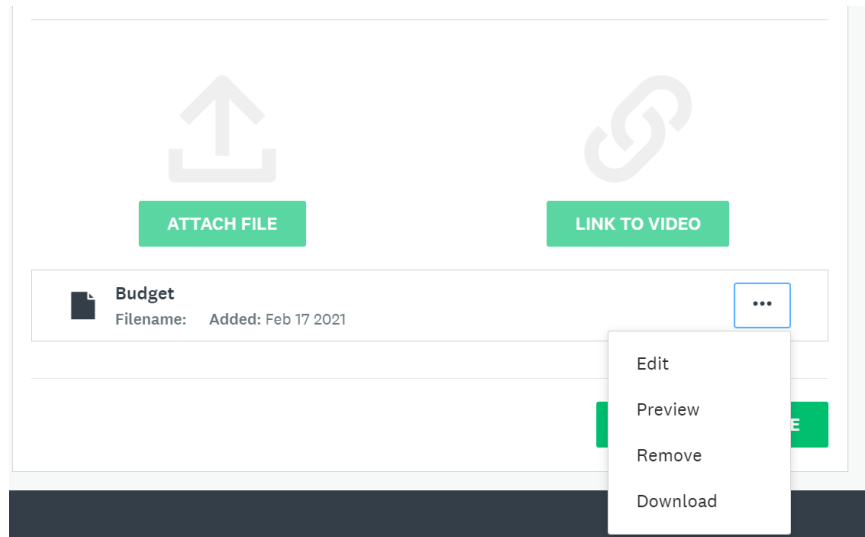 ATTACH FILE
LINK TO VIDEO
Budget
Filename: Added: Feb 17 2021
Edit
Preview
Remove
Download